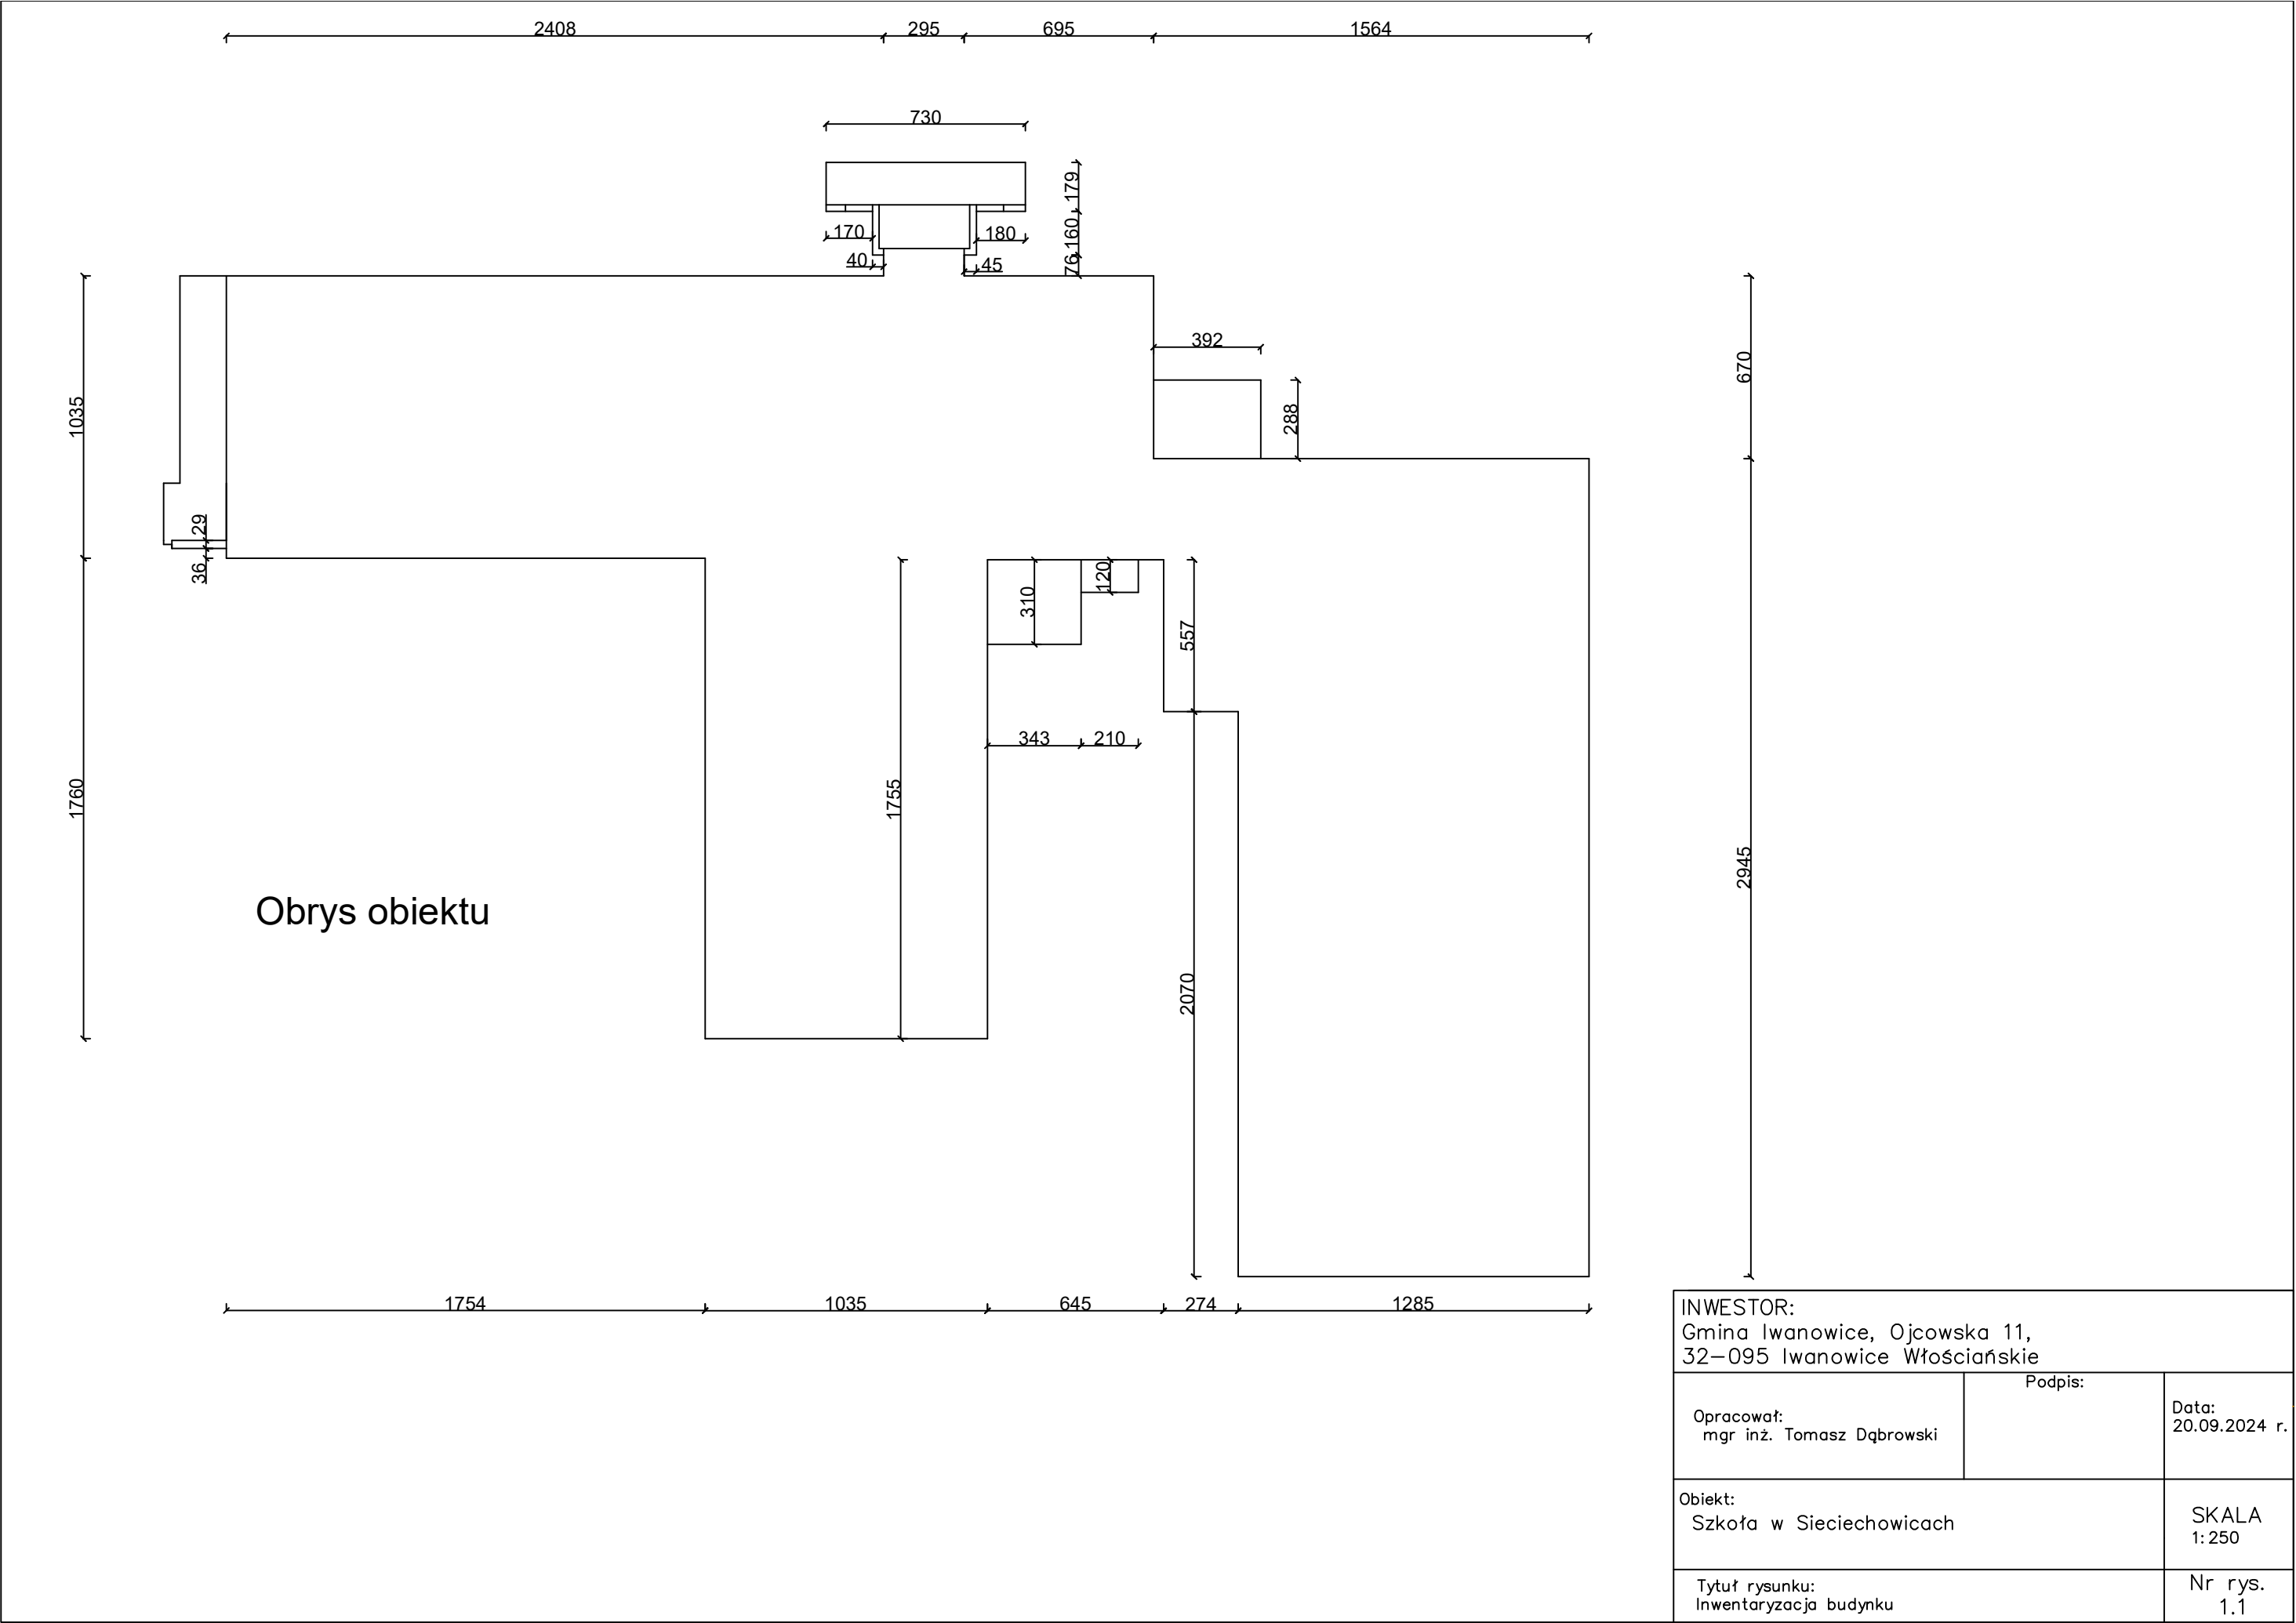 2408
295
695
1564
730
179
160
76
170
180
40
45
392
288
670
1035
29
36
310
120
557
343
210
1760
1755
2945
2070
Obrys obiektu
1754
1035
645
274
1285
INWESTOR:
Gmina Iwanowice, Ojcowska 11,
32-095 Iwanowice Włościańskie
Opracował:
mgr inż. Tomasz Dąbrowski
Podpis:
Data:
20.09.2024 r.
Obiekt:
Szkoła w Sieciechowicach
SKALA
1:250
Tytuł rysunku:
Inwentaryzacja budynku
Nr rys.
1.1